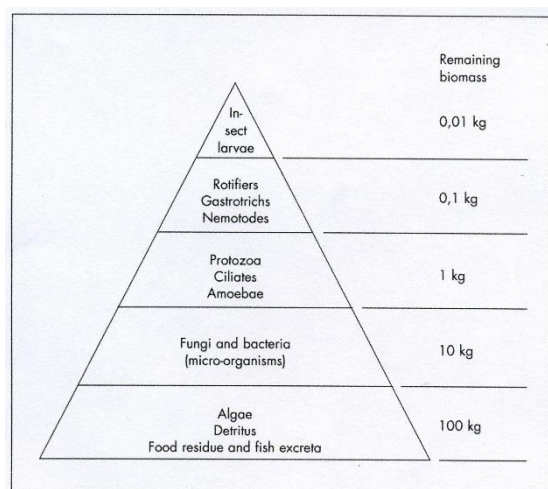 Remaining
biomass
In-
sect
larvae
0,01 kg
Rotifiers
Gastrotrichs
Nemotodes
0,1 kg
Protozoa
Ciliates
Amoebae
1 kg
Fungi and bacteria
(micro-organisms)
10 kg
Algae
Detritus
Food residue and fish excreta
100 kg